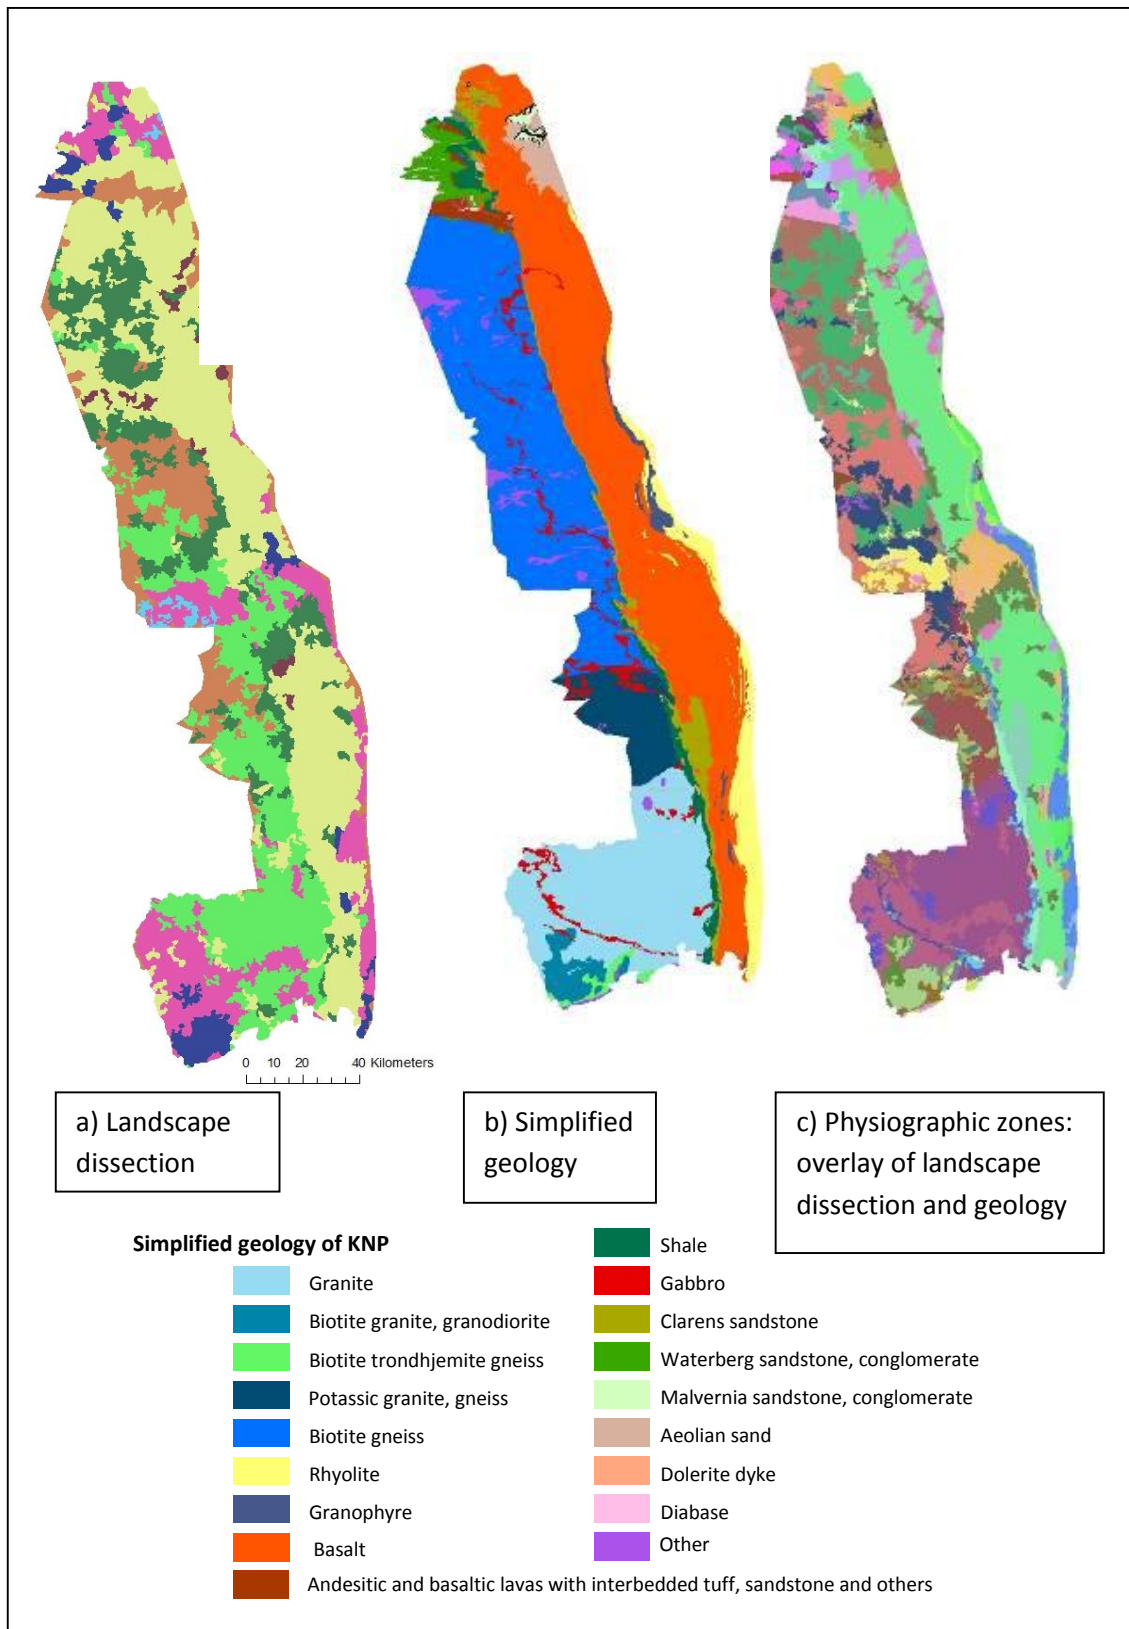 0 10 20 40 Kilometers
a) Landscape
dissection
b) Simplified
geology
c) Physiographic zones:
overlay of landscape
dissection and geology
Simplified geology of KNP
Granite
Biotite granite, granodiorite
Biotite trondhjemite gneiss
Potassic granite, gneiss
Biotite gneiss
Rhyolite
Granophyre
Basalt
Andesitic and basaltic lavas with interbedded tuff, sandstone and others
Shale
Gabbro
Clarens sandstone
Waterberg sandstone, conglomerate
Malvernia sandstone, conglomerate
Aeolian sand
Dolerite dyke
Diabase
Other